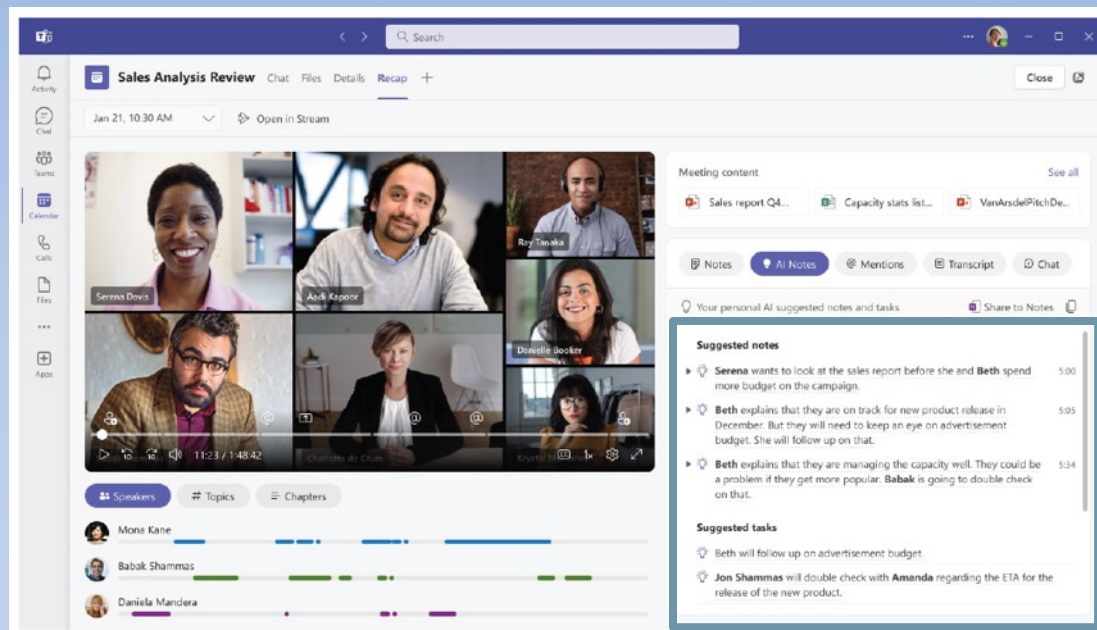 Search
Activity
Chat
Teams
Calendar
Calls
Files
Apps
Sales Analysis Review Chat Files Details Recap
Close
Jan 21, 10:30 AM
Open in Stream
Serena Davis
Aadi Kapoor
Ray Tanaka
Danielle Booker
Charlotte de Crum
Krystal M
10 10 11:23 / 1:48:42 1x
Speakers # Topics Chapters
Mona Kane
Babak Shammas
Daniela Mandera
Meeting content See all
Sales report Q4... Capacity stats list... VanArsdelPitchDe...
Notes AI Notes @ Mentions Transcript Chat
Your personal AI suggested notes and tasks Share to Notes
Suggested notes
Serena wants to look at the sales report before she and Beth spend 5:00
more budget on the campaign.
Beth explains that they are on track for new product release in 5:05
December. But they will need to keep an eye on advertisement
budget. She will follow up on that.
Beth explains that they are managing the capacity well. They could be 5:34
a problem if they get more popular. Babak is going to double check
on that.
Suggested tasks
Beth will follow up on advertisement budget.
Jon Shammas will double check with Amanda regarding the ETA for the
release of the new product.